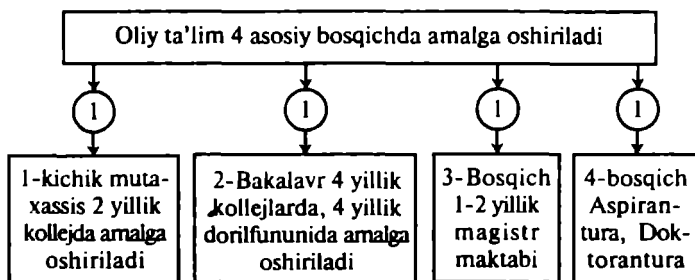 Oliy ta'lim 4 asosiy bosqichda amalga oshiriladi
1
1
1
1
1-kichik muta-
xassis 2 yillik
kollejda amalga
oshiriladi
2-Bakalavr 4 yillik
kollejlarda, 4 yillik
dorilfununida amalga
oshiriladi
3-Bosqich
1-2 yillik
magistr
maktabi
4-bosqich
Aspiran-
tura, Dok-
torantura